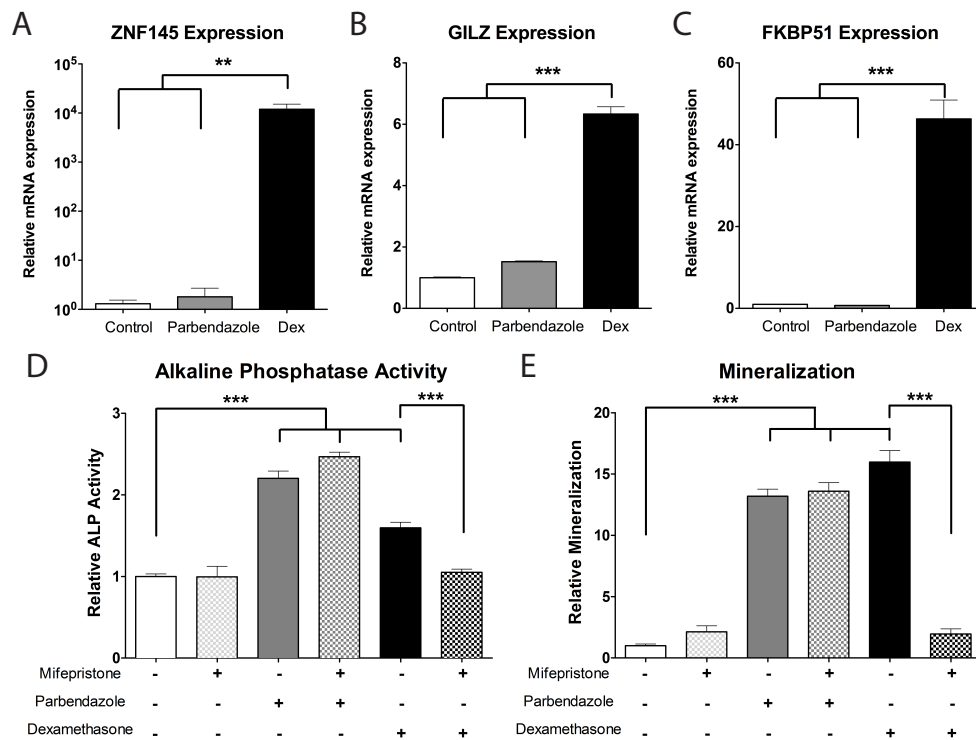 A
ZNF145 Expression
Relative mRNA expression
10^5
10^4
10^3
10^2
10^1
10^0
**
Control Parbendazole Dex
B
GILZ Expression
Relative mRNA expression
8
6
4
2
0
***
Control Parbendazole Dex
C
FKBP51 Expression
Relative mRNA expression
60
40
20
0
***
Control Parbendazole Dex
D
Alkaline Phosphatase Activity
Relative ALP Activity
3
2
1
0
*** ***
Mifepristone - + - + - +
Parbendazole - - + + - -
Dexamethasone - - - - + +
E
Mineralization
Relative Mineralization
20
15
10
5
0
*** ***
- + - + - +
- - + + - -
- - - - + +